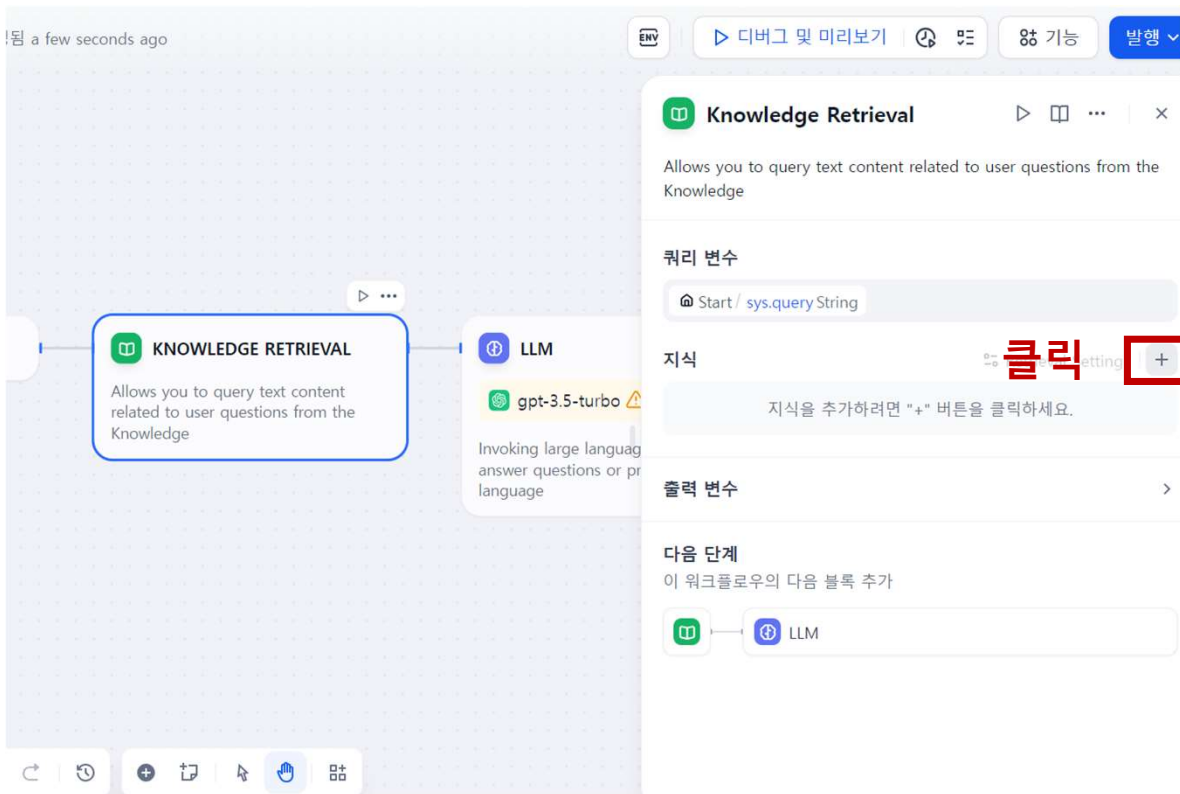 a few seconds ago
ENV
디버그 및 미리보기
기능
발행
Knowledge Retrieval
Allows you to query text content related to user questions from the
Knowledge
쿼리 변수
Start / sys.query String
지식
클릭
지식을 추가하려면 "+" 버튼을 클릭하세요.
KNOWLEDGE RETRIEVAL
Allows you to query text content
related to user questions from the
Knowledge
LLM
gpt-3.5-turbo
Invoking large languag
answer questions or pr
language
출력 변수
다음 단계
이 워크플로우의 다음 블록 추가
LLM